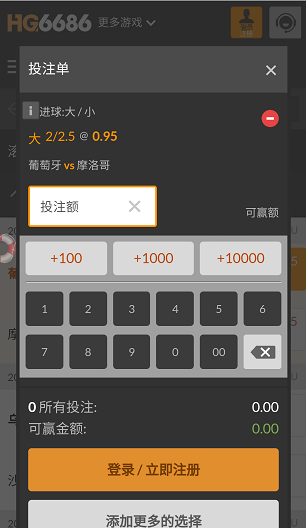 HG6686 更多游戏
注册
投注单
进球:大 / 小
大 2/2.5 @ 0.95
葡萄牙 vs 摩洛哥
投注额
可赢额
+100 +1000 +10000
1 2 3 4 5 6
7 8 9 0 00
0 所有投注: 0.00
可赢金额: 0.00
登录 / 立即注册
添加更多的选择